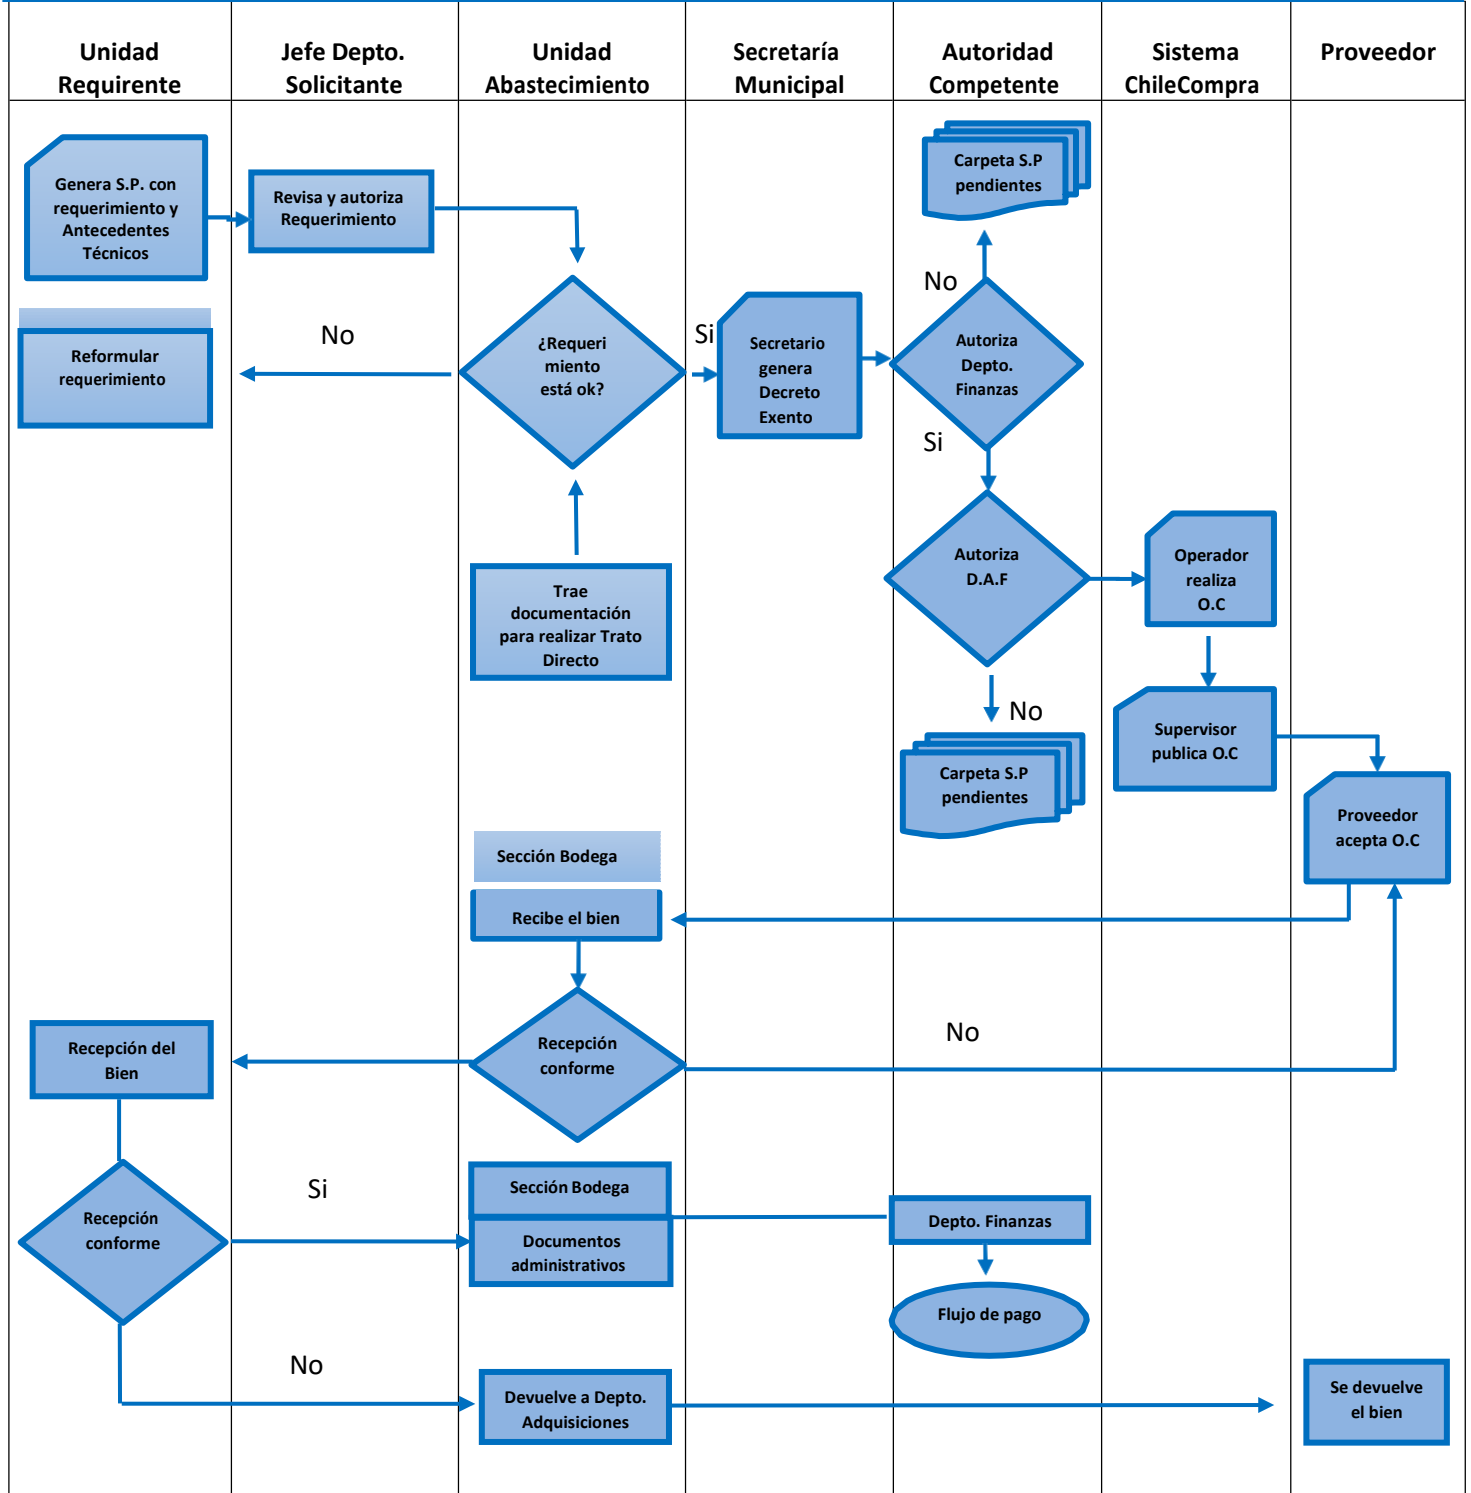 Unidad
Requirente
Jefe Depto.
Solicitante
Unidad
Abastecimiento
Secretaría
Municipal
Autoridad
Competente
Sistema
ChileCompra
Proveedor
Genera S.P. con
requerimiento y
Antecedentes
Técnicos
Revisa y autoriza
Requerimiento
Carpeta S.P
pendientes
No
Reformular
requerimiento
No
¿Requeri
miento
está ok?
Si
Secretario
genera
Decreto
Exento
Autoriza
Depto.
Finanzas
Si
Trae
documentación
para realizar Trato
Directo
Autoriza
D.A.F
Operador
realiza
O.C
No
Supervisor
publica O.C
Carpeta S.P
pendientes
Proveedor
acepta O.C
Sección Bodega
Recibe el bien
Recepción
conforme
No
Recepción del
Bien
Recepción
conforme
Si
Sección Bodega
Documentos
administrativos
Depto. Finanzas
Flujo de pago
No
Devuelve a Depto.
Adquisiciones
Se devuelve
el bien